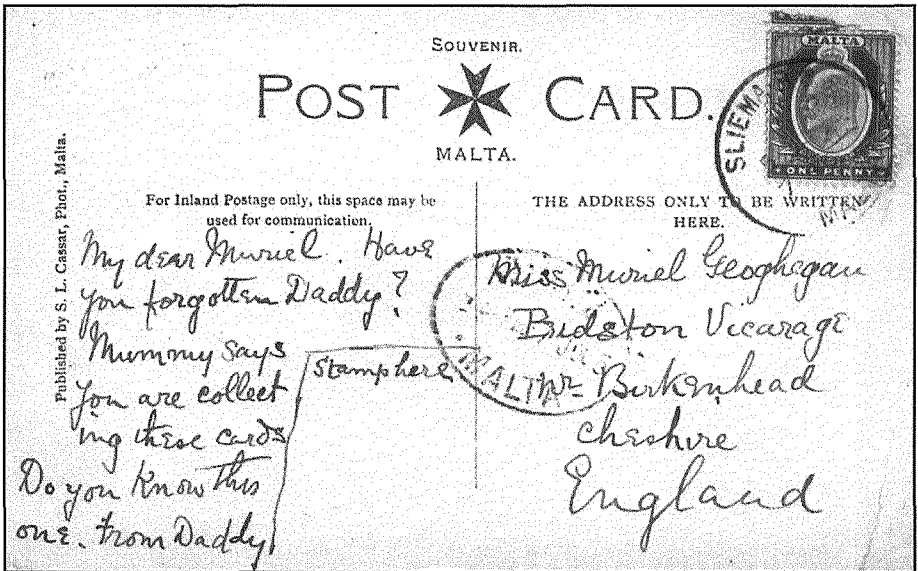 SOUVENIR.
POST CARD.
MALTA.
MALTA
ONE PENNY
SLIEMA
Published by S. L. Cassar, Phot., Malta.
For Inland Postage only, this space may be
used for communication.
My dear Muriel. Have
you forgotten Daddy?
Mummy says
you are collect
ing these cards
Do you Know this
one. from Daddy
Stamp here
THE ADDRESS ONLY TO BE WRITTEN
HERE.
MALTA
Miss Muriel Geoghegan
Bidston Vicarage
nr Birkenhead
Cheshire
England